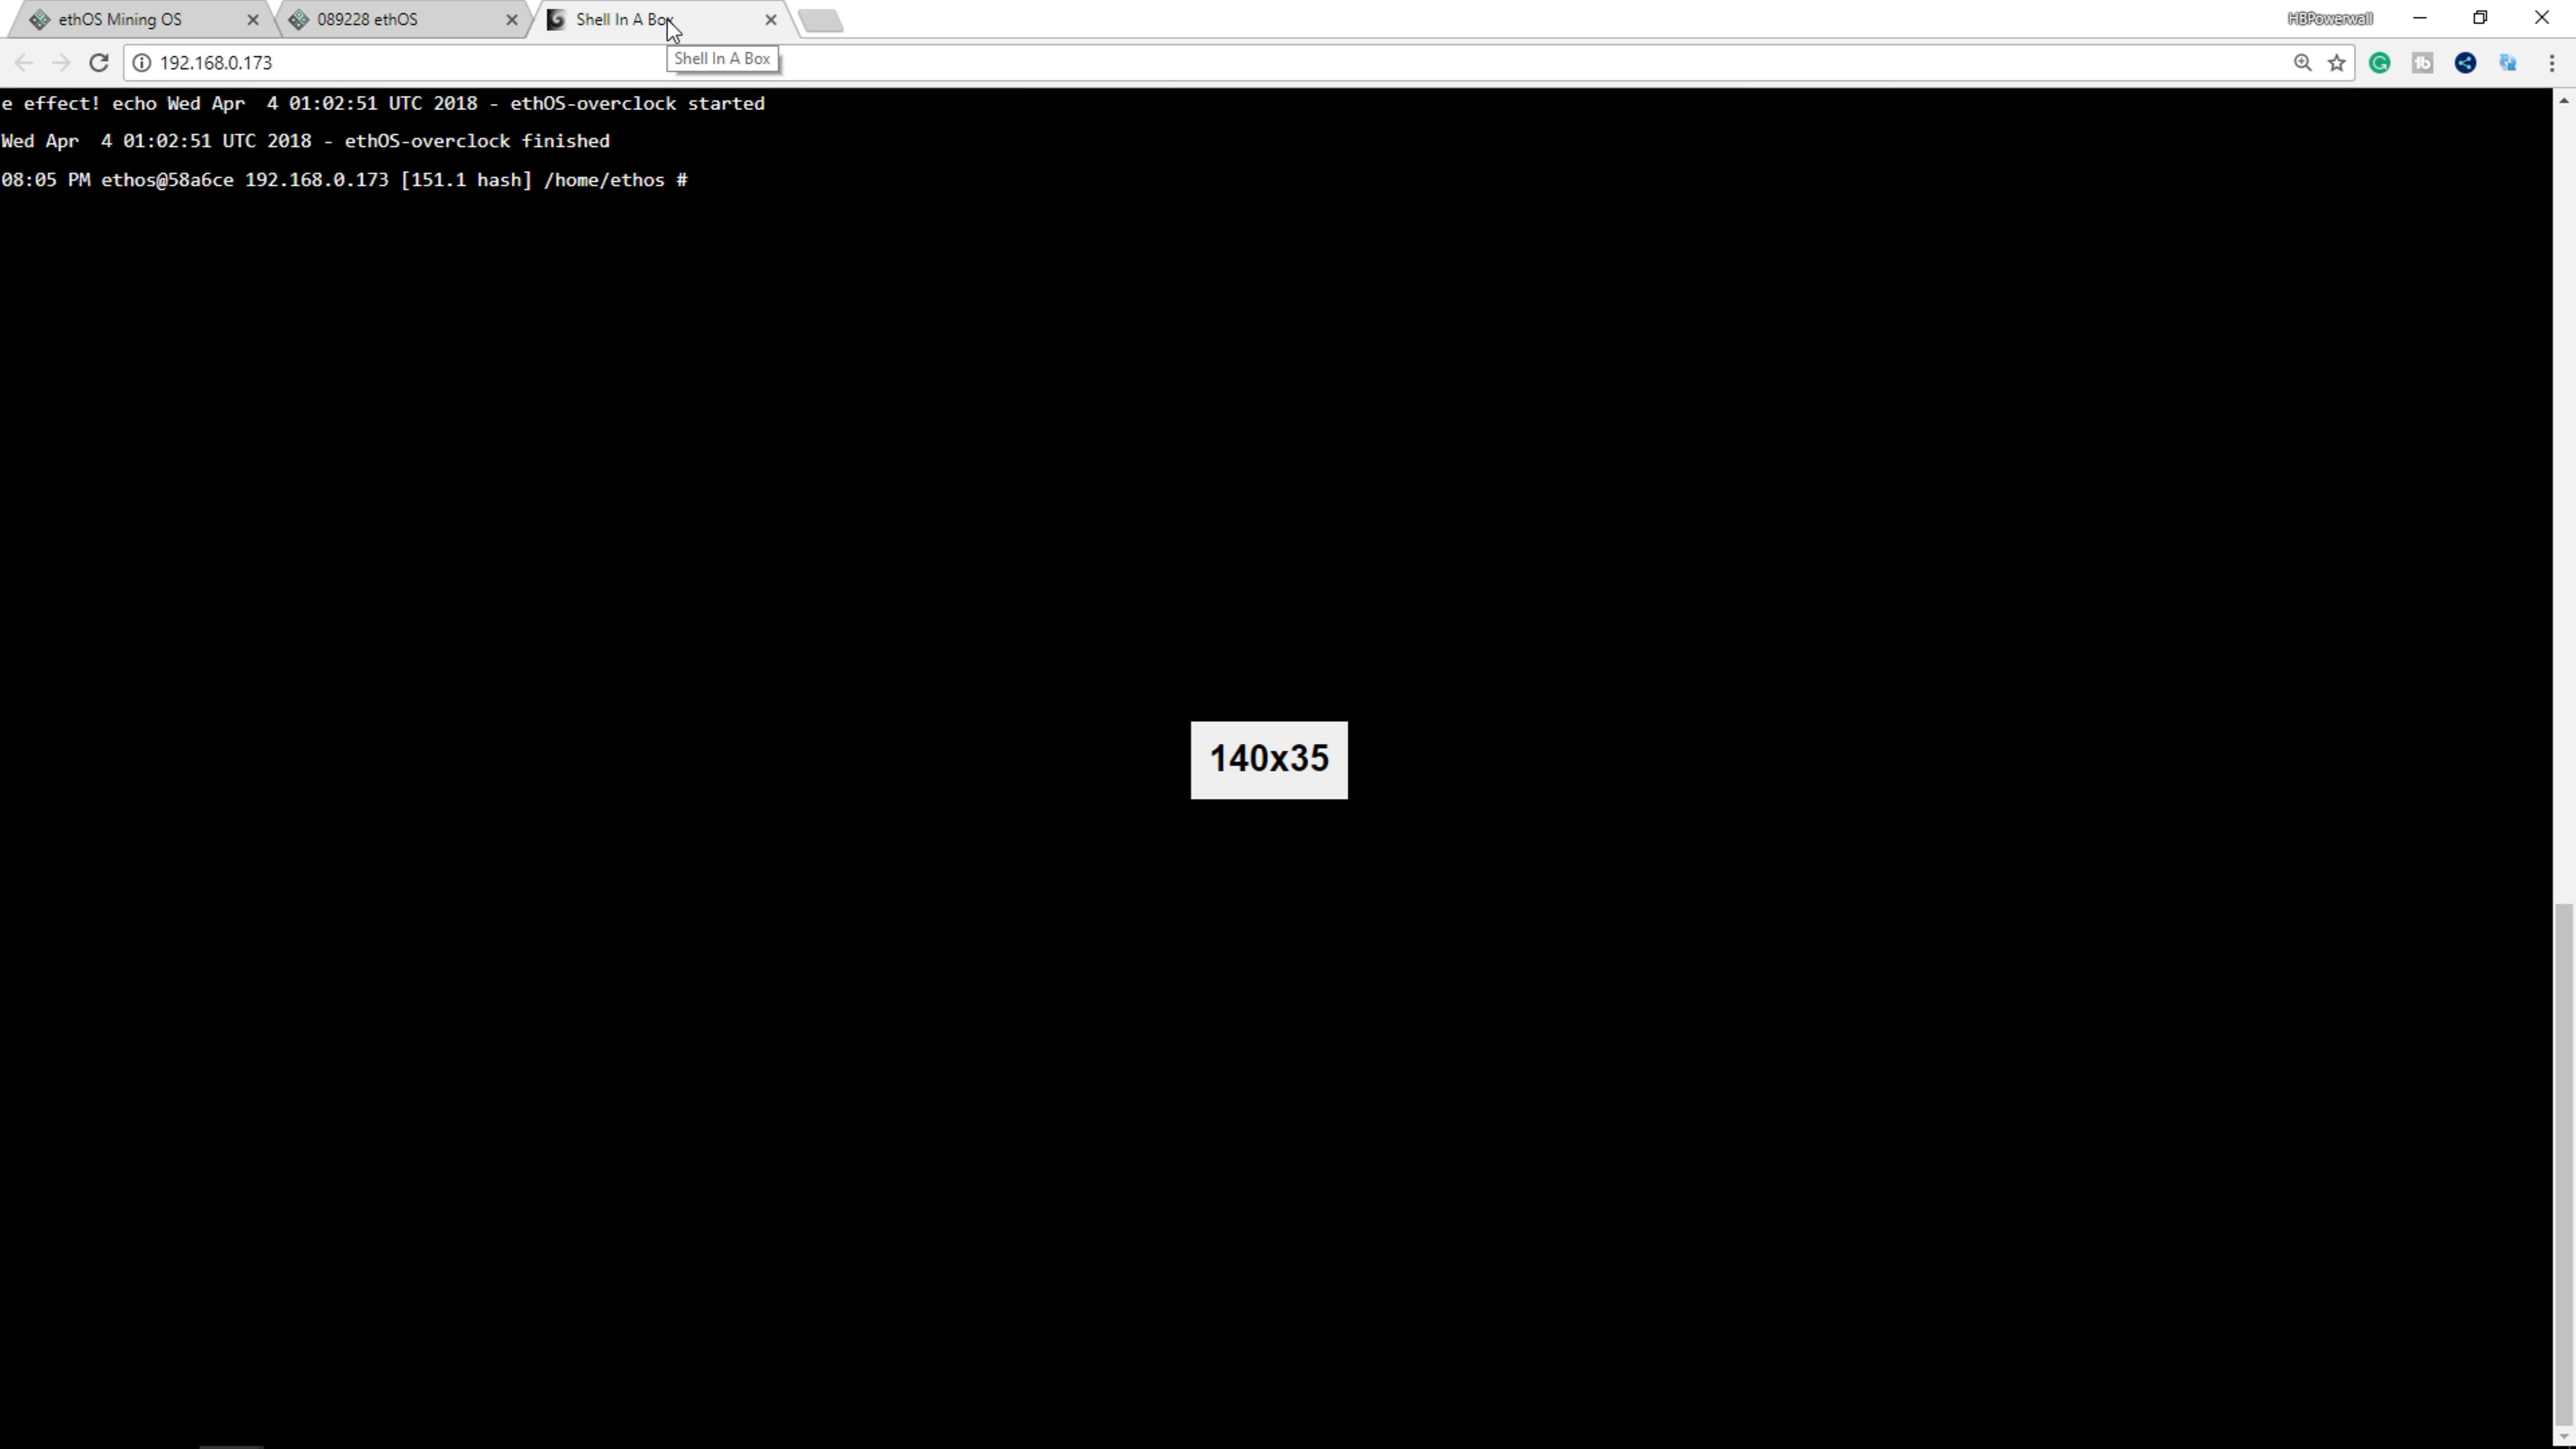 ethOS Mining OS
089228 ethOS
Shell In A Box
HBPowerwall
192.168.0.173
Shell In A Box
e effect! echo Wed Apr  4 01:02:51 UTC 2018 - ethOS-overclock started
Wed Apr  4 01:02:51 UTC 2018 - ethOS-overclock finished
08:05 PM ethos@58a6ce 192.168.0.173 [151.1 hash] /home/ethos #
140x35